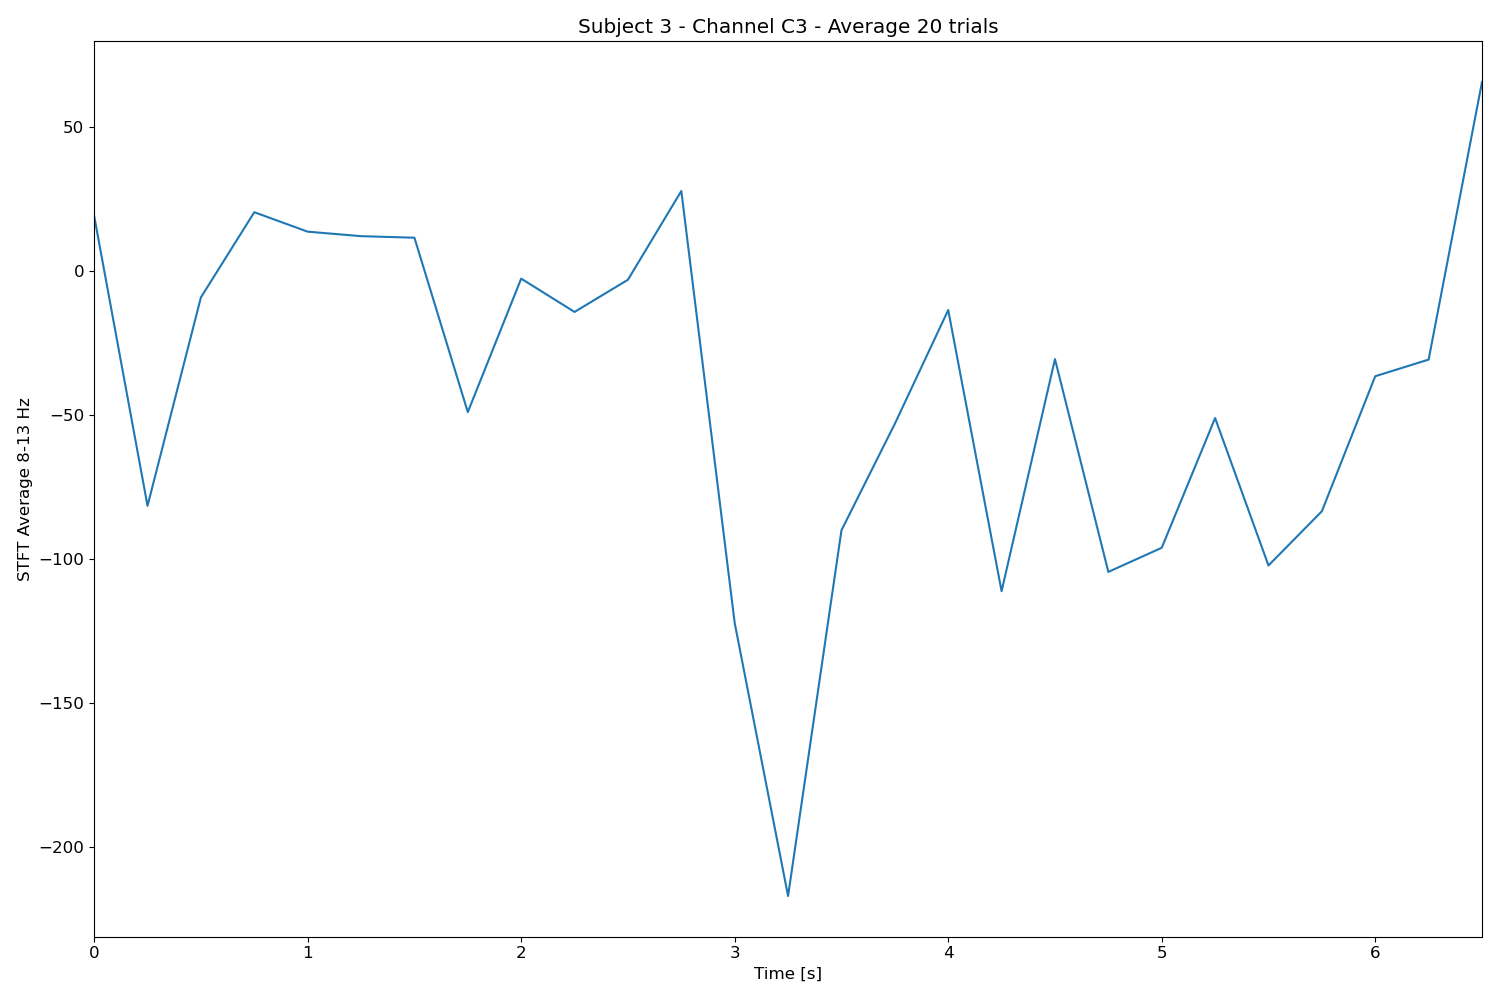 Subject 3 - Channel C3 - Average 20 trials
STFT Average 8-13 Hz
50
0
−50
−100
−150
−200
0 1 2 3 4 5 6
Time [s]